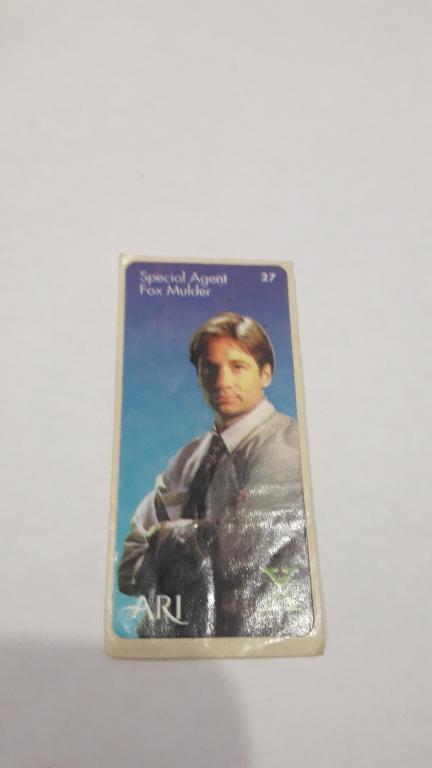 Special Agent 27
Fox Mulder
ARI